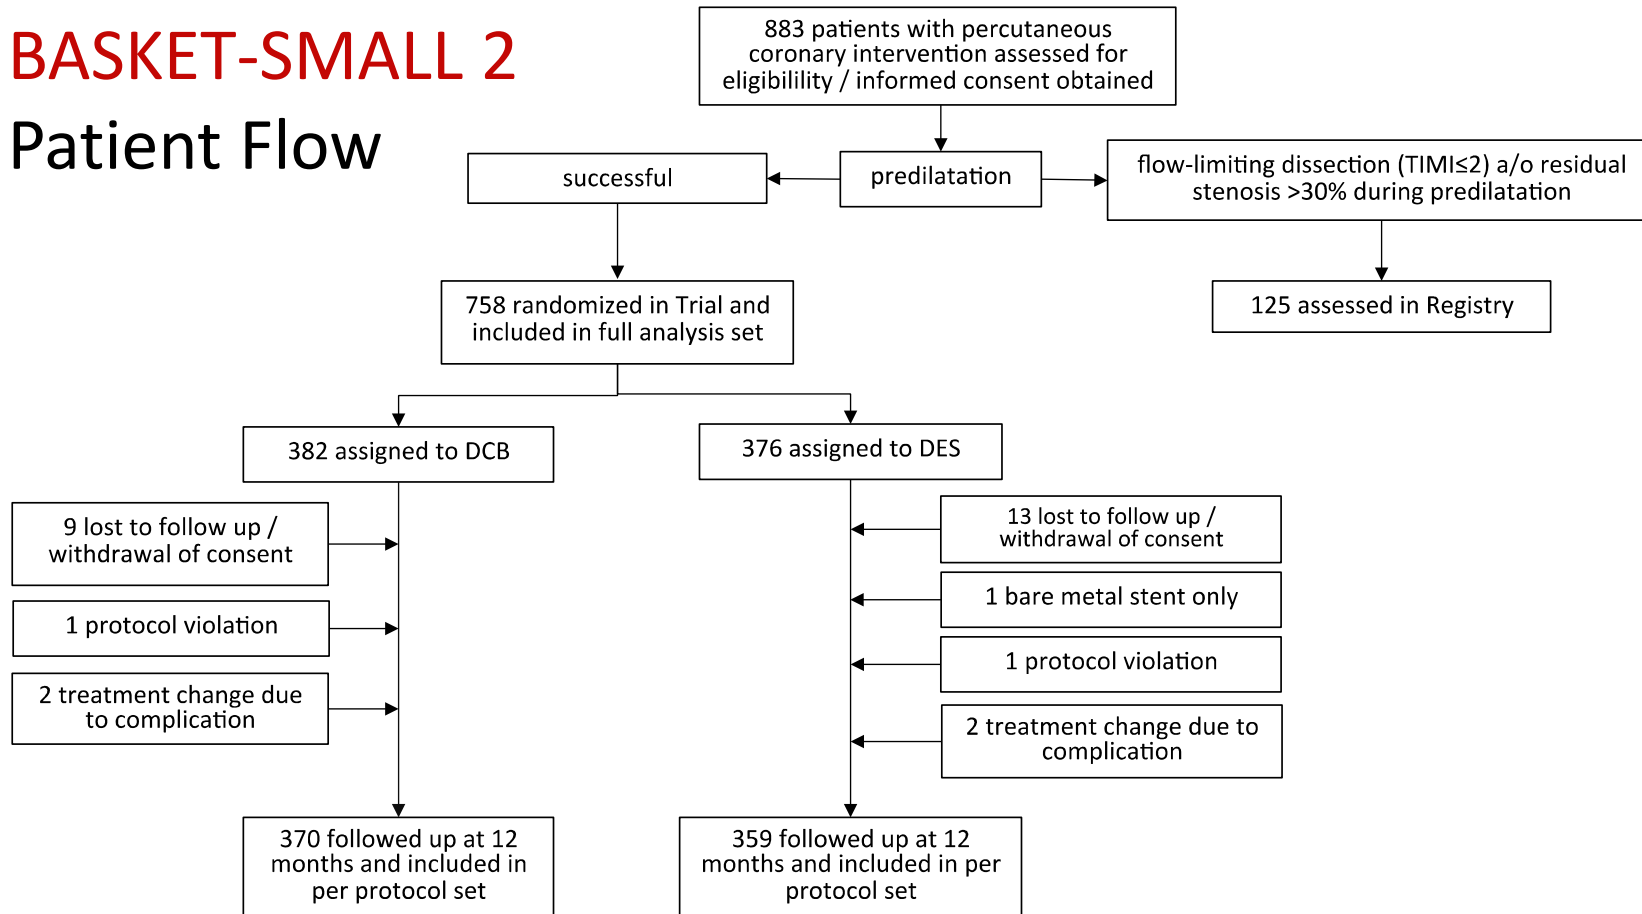 BASKET-SMALL 2
Patient Flow
883 patients with percutaneous
coronary intervention assessed for
eligibilility / informed consent obtained
successful
predilatation
flow-limiting dissection (TIMI≤2) a/o residual
stenosis >30% during predilatation
758 randomized in Trial and
included in full analysis set
125 assessed in Registry
382 assigned to DCB
376 assigned to DES
9 lost to follow up /
withdrawal of consent
1 protocol violation
2 treatment change due
to complication
13 lost to follow up /
withdrawal of consent
1 bare metal stent only
1 protocol violation
2 treatment change due to
complication
370 followed up at 12
months and included in
per protocol set
359 followed up at 12
months and included in per
protocol set